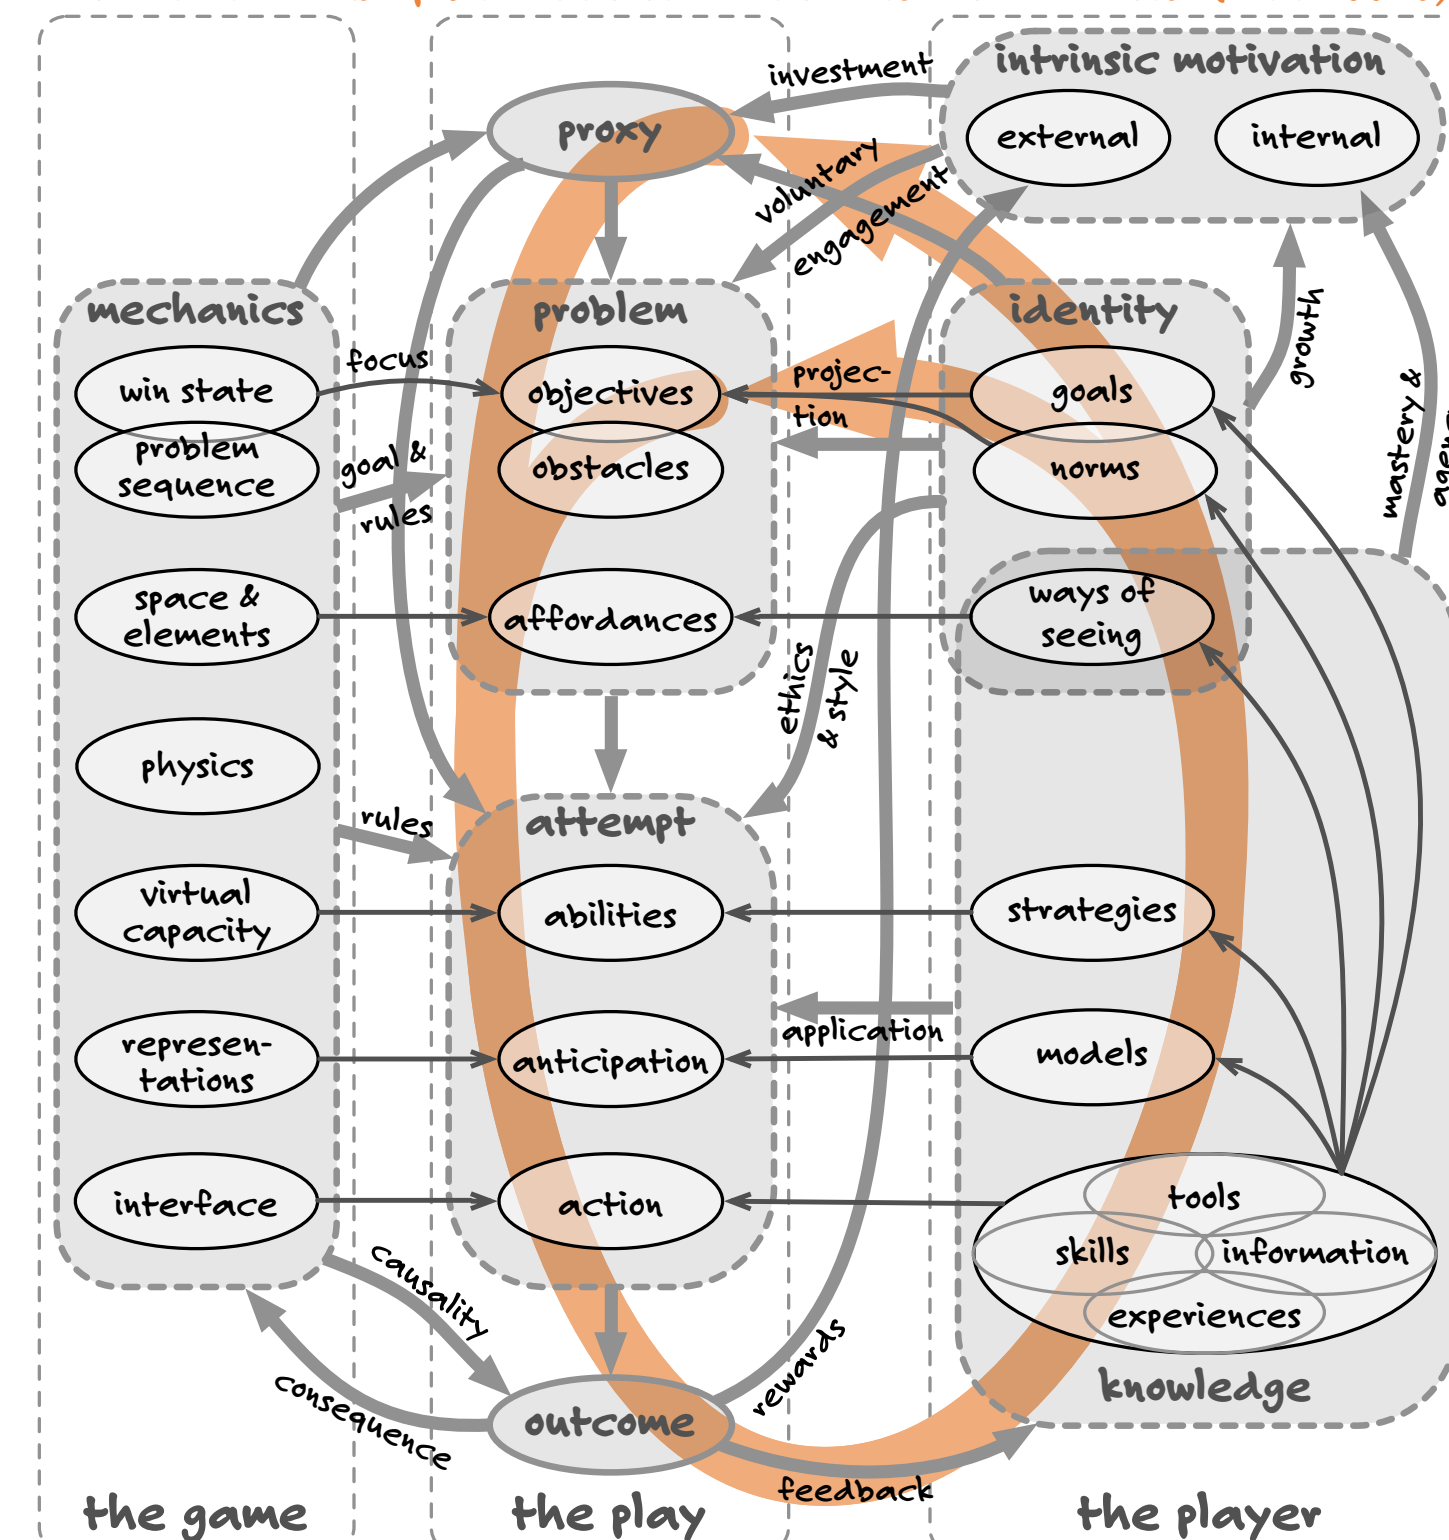 intrinsic motivation
external
internal
investment
proxy
voluntary
engagement
mechanics
win state
problem
sequence
space &
elements
physics
virtual
capacity
represen-
tations
interface
focus
goal &
rules
rules
problem
objectives
obstacles
affordances
attempt
abilities
anticipation
action
projec-
tion
ethics
& style
application
identity
goals
norms
ways of
seeing
growth
mastery &
strategies
models
tools
skills
information
experiences
knowledge
causality
consequence
outcome
rewards
feedback
the game
the play
the player